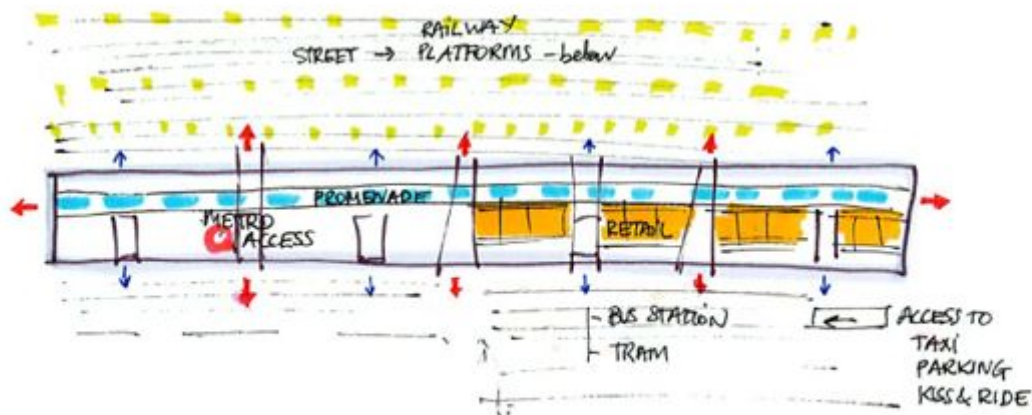 RAILWAY
STREET → PLATFORMS - below
PROMENADE
METRO
ACCESS
RETAIL
BUS STATION
TRAM
← ACCESS TO
TAXI
PARKING
KISS & RIDE